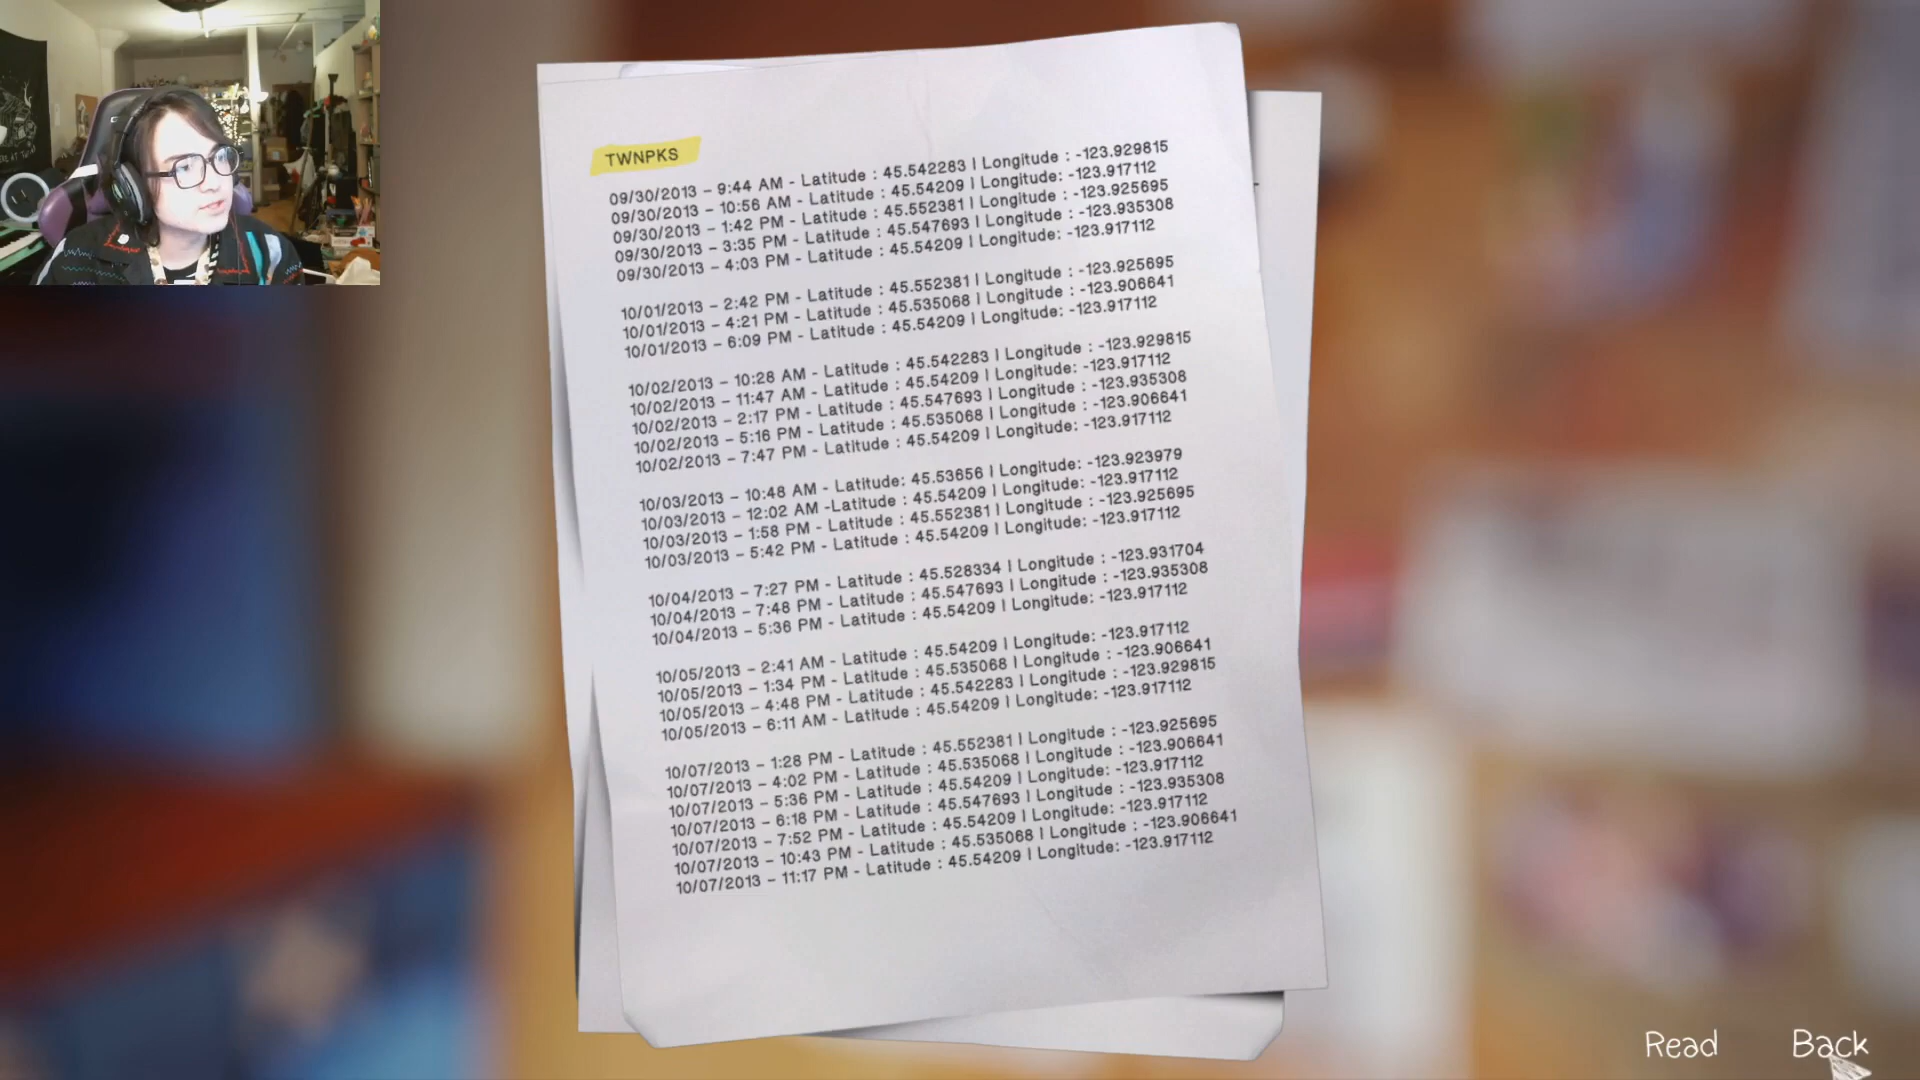 TWNPKS
09/30/2013 – 9:44 AM - Latitude : 45.542283 | Longitude : -123.929815
09/30/2013 – 10:56 AM - Latitude : 45.54209 | Longitude: -123.917112
09/30/2013 – 1:42 PM - Latitude : 45.552381 | Longitude : -123.925695
09/30/2013 – 3:35 PM - Latitude : 45.547693 | Longitude : -123.935308
09/30/2013 – 4:03 PM - Latitude : 45.54209 | Longitude: -123.917112
10/01/2013 – 2:42 PM - Latitude : 45.552381 | Longitude : -123.925695
10/01/2013 – 4:21 PM - Latitude : 45.535068 | Longitude : -123.906641
10/01/2013 – 6:09 PM - Latitude : 45.54209 | Longitude: -123.917112
10/02/2013 – 10:28 AM - Latitude : 45.542283 | Longitude : -123.929815
10/02/2013 – 11:47 AM - Latitude : 45.54209 | Longitude: -123.917112
10/02/2013 – 2:17 PM - Latitude : 45.547693 | Longitude : -123.935308
10/02/2013 – 5:16 PM - Latitude : 45.535068 | Longitude : -123.906641
10/02/2013 – 7:47 PM - Latitude : 45.54209 | Longitude: -123.917112
10/03/2013 – 10:48 AM - Latitude: 45.53656 | Longitude: -123.923979
10/03/2013 – 12:02 AM -Latitude : 45.54209 | Longitude: -123.917112
10/03/2013 – 1:58 PM - Latitude : 45.552381 | Longitude : -123.925695
10/03/2013 – 5:42 PM - Latitude : 45.54209 | Longitude: -123.917112
10/04/2013 – 7:27 PM - Latitude : 45.528334 | Longitude : -123.931704
10/04/2013 – 7:48 PM - Latitude : 45.547693 | Longitude : -123.935308
10/04/2013 – 5:36 PM - Latitude : 45.54209 | Longitude: -123.917112
10/05/2013 – 2:41 AM - Latitude : 45.54209 | Longitude: -123.917112
10/05/2013 – 1:34 PM - Latitude : 45.535068 | Longitude : -123.906641
10/05/2013 – 4:48 PM - Latitude : 45.542283 | Longitude : -123.929815
10/05/2013 – 6:11 AM - Latitude : 45.54209 | Longitude: -123.917112
10/07/2013 – 1:28 PM - Latitude : 45.552381 | Longitude : -123.925695
10/07/2013 – 4:02 PM - Latitude : 45.535068 | Longitude : -123.906641
10/07/2013 – 5:36 PM - Latitude : 45.54209 | Longitude: -123.917112
10/07/2013 – 6:18 PM - Latitude : 45.547693 | Longitude : -123.935308
10/07/2013 – 7:52 PM - Latitude : 45.54209 | Longitude: -123.917112
10/07/2013 – 10:43 PM - Latitude : 45.535068 | Longitude : -123.906641
10/07/2013 – 11:17 PM - Latitude : 45.54209 | Longitude: -123.917112
Read Back